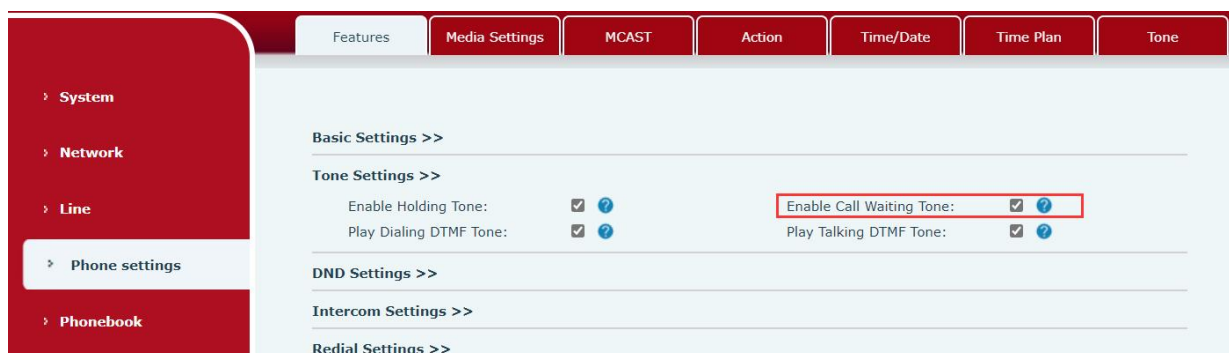 Features Media Settings MCAST Action Time/Date Time Plan Tone
› System
› Network
› Line
› Phone settings
› Phonebook
Basic Settings >>
Tone Settings >>
Enable Holding Tone: Enable Call Waiting Tone:
Play Dialing DTMF Tone: Play Talking DTMF Tone:
DND Settings >>
Intercom Settings >>
Redial Settings >>